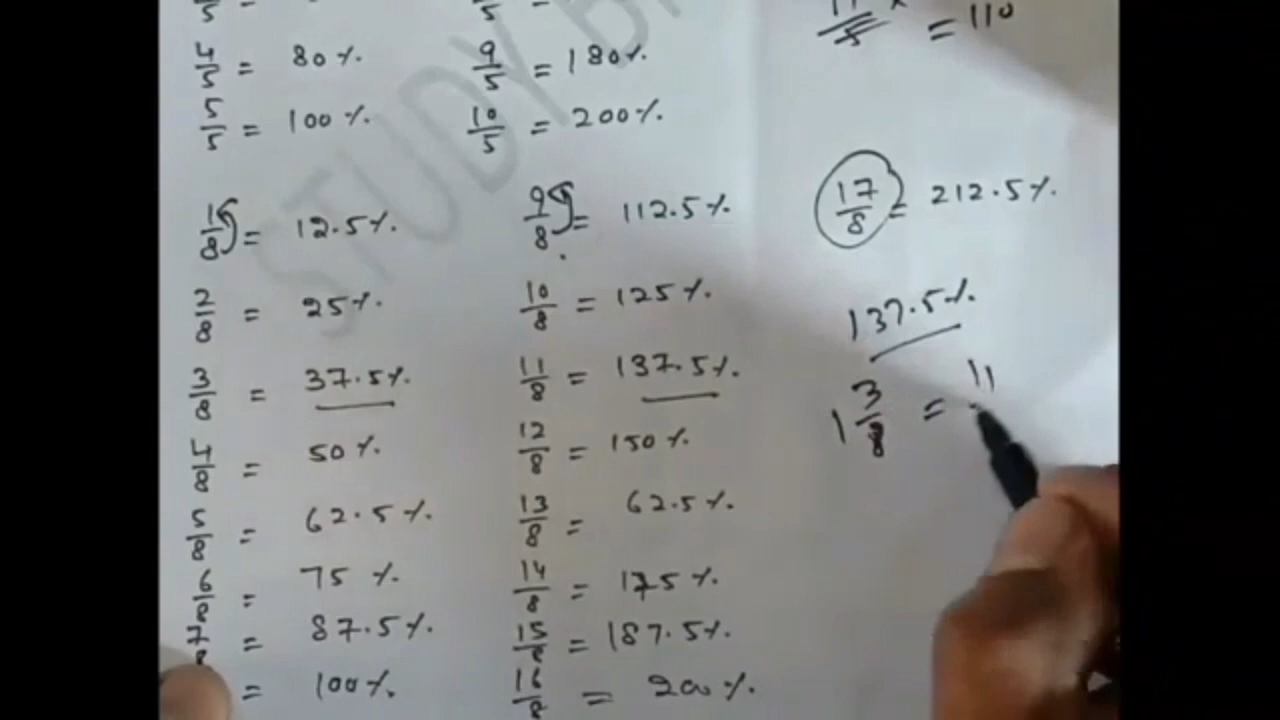 4/5 = 80%
5/5 = 100%
1/8 = 12.5%
2/8 = 25%
3/8 = 37.5%
4/8 = 50%
5/8 = 62.5%
6/8 = 75%
7/8 = 87.5%
= 100%
9/5 = 180%
10/5 = 200%
9/8 = 112.5%
10/8 = 125%
11/8 = 137.5%
12/8 = 150%
13/8 = 62.5%
14/8 = 175%
15/8 = 187.5%
16/8 = 200%
= 110
17/8 = 212.5%
137.5%
1 3/8 = 11
STUDY